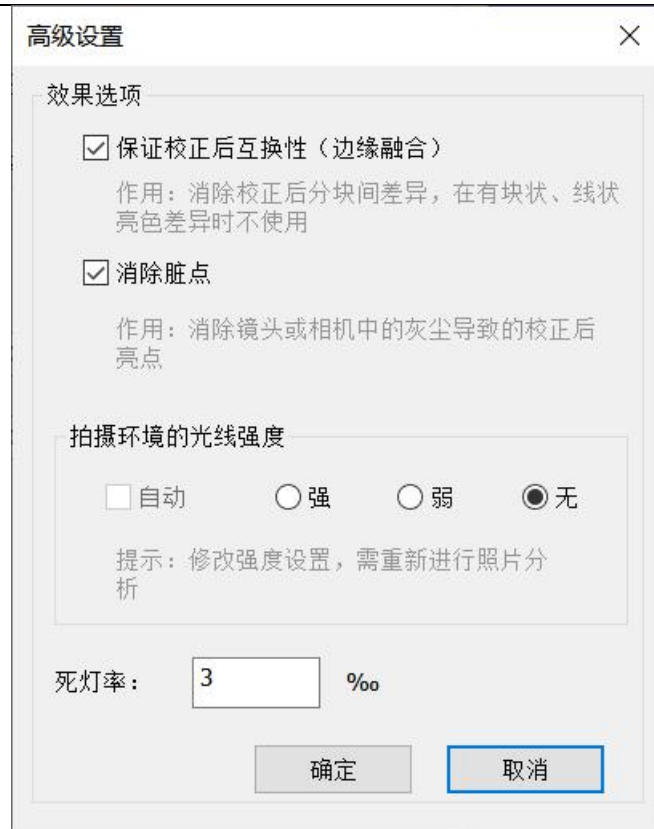 高级设置
效果选项
保证校正后互换性（边缘融合）
作用：消除校正后分块间差异，在有块状、线状
亮色差异时不使用
消除脏点
作用：消除镜头或相机中的灰尘导致的校正后
亮点
拍摄环境的光线强度
自动 强 弱 无
提示：修改强度设置，需重新进行照片分
析
死灯率： 3 ‰
确定 取消